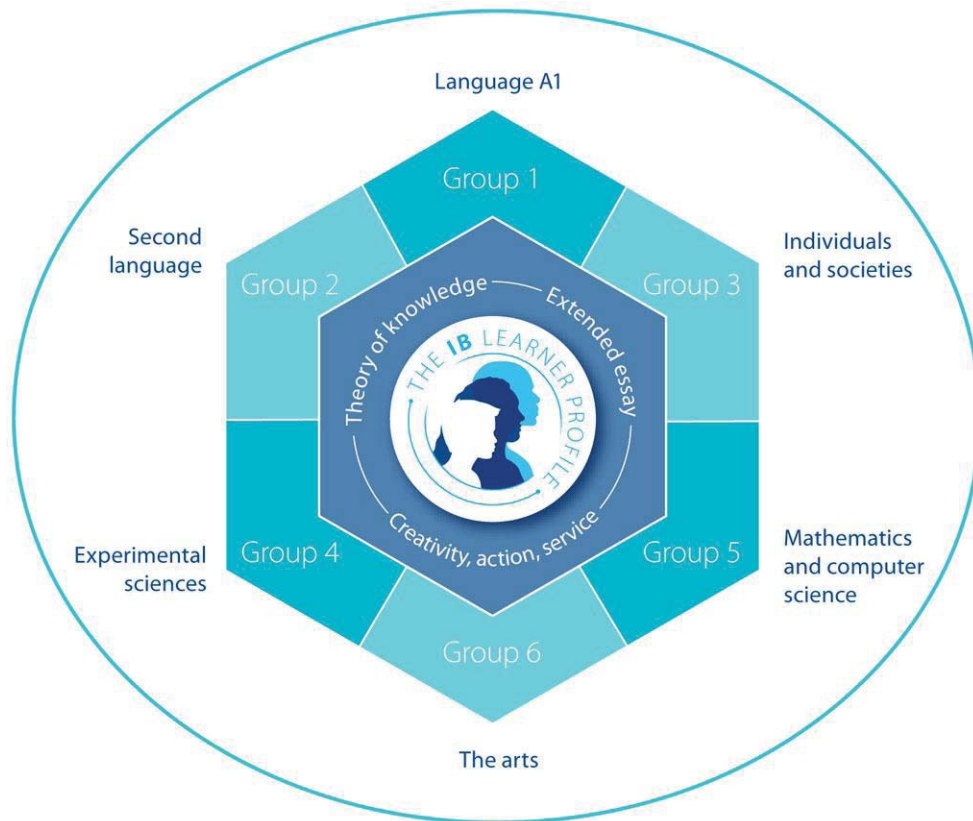 Language A1
Group 1
Second
language
Group 2
Group 3
Individuals
and societies
Theory of knowledge
Extended essay
THE IB LEARNER PROFILE
Creativity, action, service
Experimental
sciences
Group 4
Group 5
Mathematics
and computer
science
Group 6
The arts